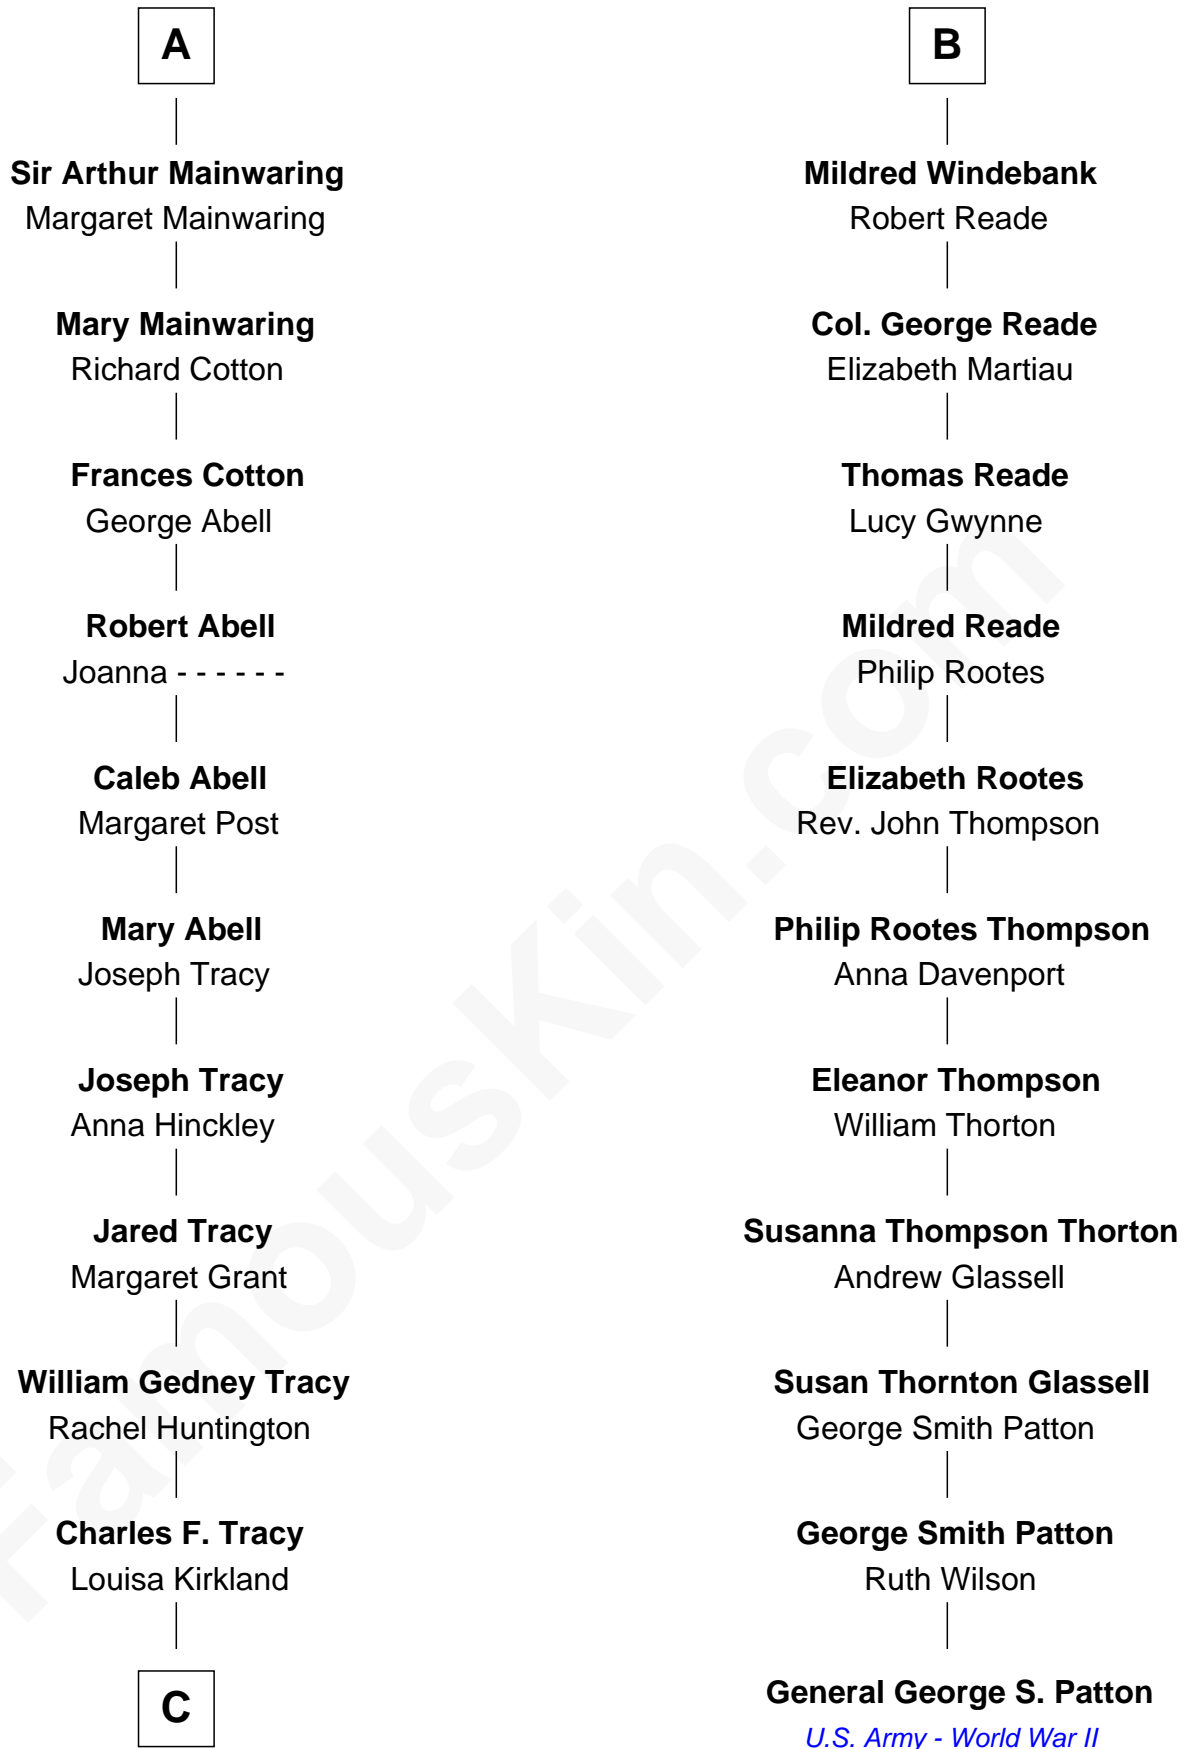 A
Sir Arthur Mainwaring
Margaret Mainwaring
Mary Mainwaring
Richard Cotton
Frances Cotton
George Abell
Robert Abell
Joanna - - - - - -
Caleb Abell
Margaret Post
Mary Abell
Joseph Tracy
Joseph Tracy
Anna Hinckley
Jared Tracy
Margaret Grant
William Gedney Tracy
Rachel Huntington
Charles F. Tracy
Louisa Kirkland
C
B
Mildred Windebank
Robert Reade
Col. George Reade
Elizabeth Martiau
Thomas Reade
Lucy Gwynne
Mildred Reade
Philip Rootes
Elizabeth Rootes
Rev. John Thompson
Philip Rootes Thompson
Anna Davenport
Eleanor Thompson
William Thorton
Susanna Thompson Thorton
Andrew Glassell
Susan Thornton Glassell
George Smith Patton
George Smith Patton
Ruth Wilson
General George S. Patton
U.S. Army - World War II
FamousKin.com